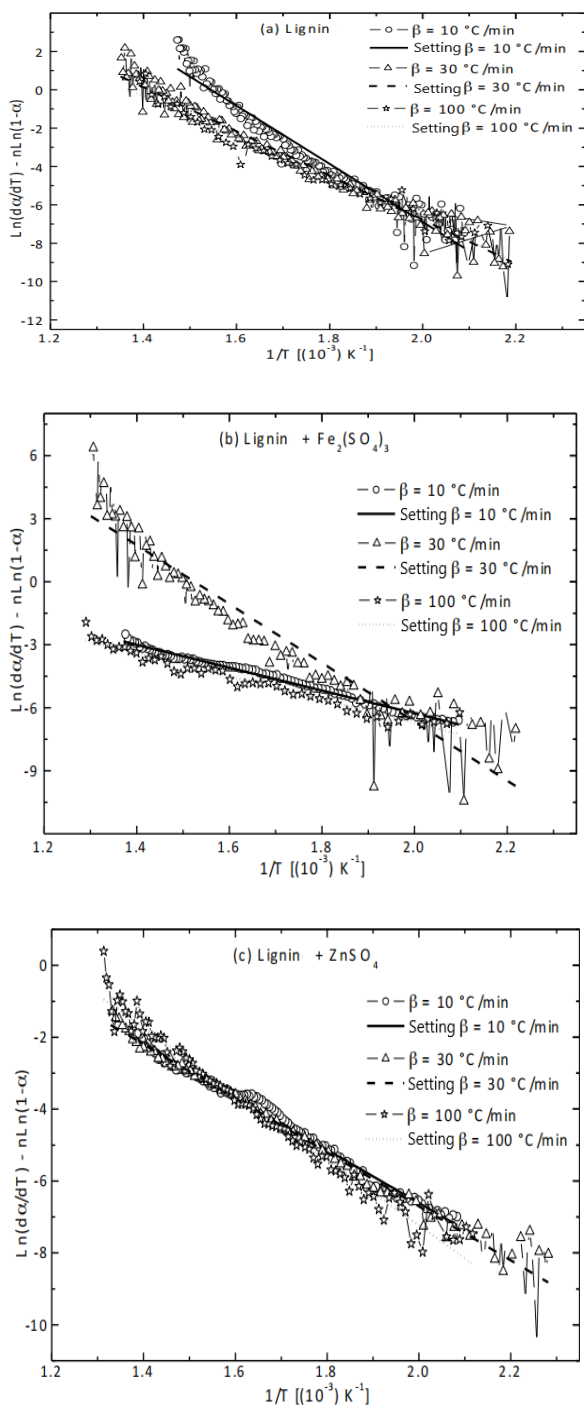 (a) Lignin
β = 10 °C/min
Setting β = 10 °C/min
β = 30 °C/min
Setting β = 30 °C/min
β = 100 °C/min
Setting β = 100 °C/min
Ln(dα/dT) - nLn(1-α)
2
0
-2
-4
-6
-8
-10
-12
1.2 1.4 1.6 1.8 2.0 2.2
1/T [(10⁻³) K⁻¹]
(b) Lignin + Fe₂(SO₄)₃
β = 10 °C/min
Setting β = 10 °C/min
β = 30 °C/min
Setting β = 30 °C/min
β = 100 °C/min
Setting β = 100 °C/min
Ln(dα/dT) - nLn(1-α)
6
3
0
-3
-6
-9
1.2 1.4 1.6 1.8 2.0 2.2
1/T [(10⁻³) K⁻¹]
(c) Lignin + ZnSO₄
β = 10 °C/min
Setting β = 10 °C/min
β = 30 °C/min
Setting β = 30 °C/min
β = 100 °C/min
Setting β = 100 °C/min
Ln(dα/dT) - nLn(1-α)
0
-2
-4
-6
-8
-10
1.2 1.4 1.6 1.8 2.0 2.2
1/T [(10⁻³) K⁻¹]